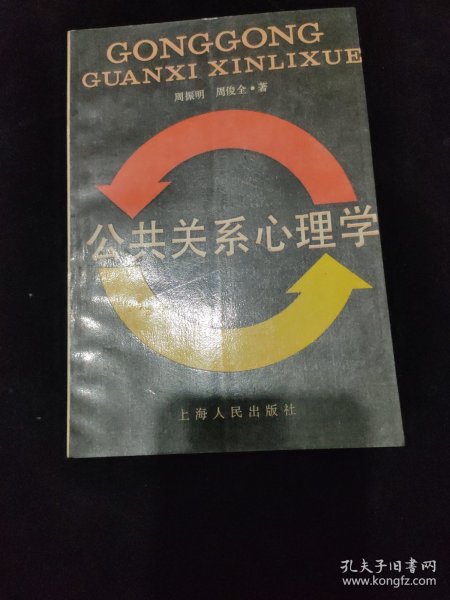 GONGGONG
GUANXI XINLIXUE
周振明 周俊全·著
公共关系心理学
上海人民出版社
孔夫子旧书网
www.kongfz.com